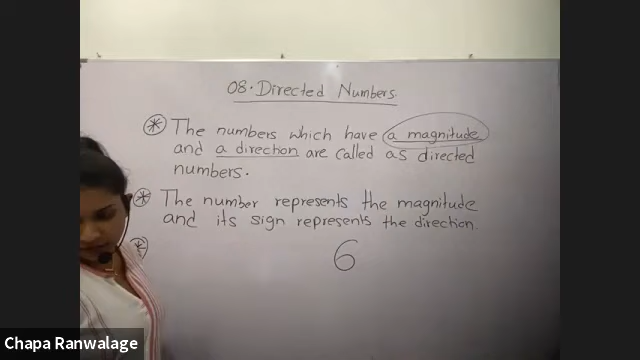 08. Directed Numbers.
The numbers which have a magnitude
and a direction are called as directed
numbers.
The number represents the magnitude
and its sign represents the direction.
6
Chapa Ranwalage